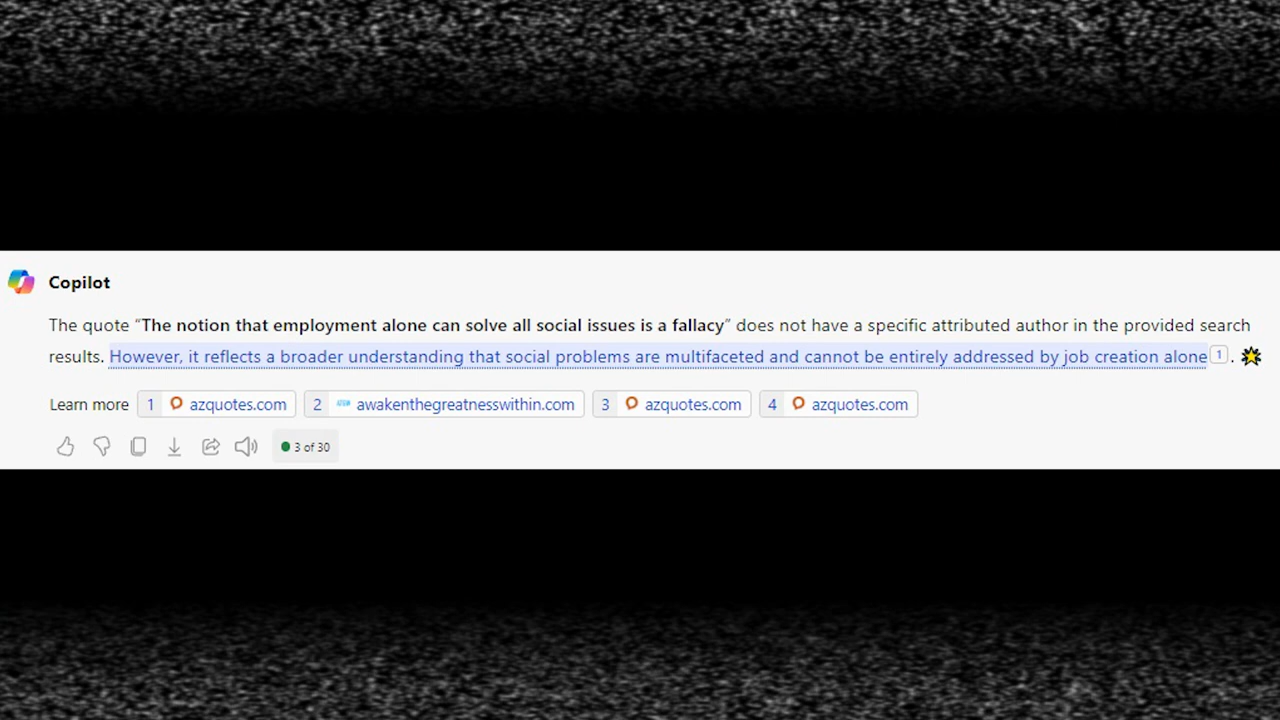 Copilot
The quote “The notion that employment alone can solve all social issues is a fallacy” does not have a specific attributed author in the provided search
results. However, it reflects a broader understanding that social problems are multifaceted and cannot be entirely addressed by job creation alone 1 . 🌟
Learn more 1 azquotes.com 2 awakenthegreatnesswithin.com 3 azquotes.com 4 azquotes.com
3 of 30